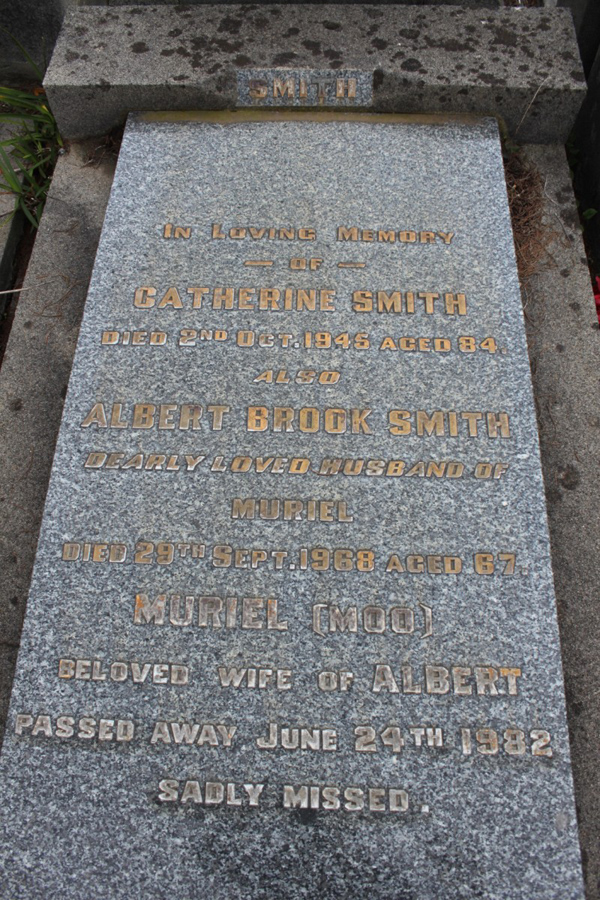 SMITH
IN LOVING MEMORY
— OF —
CATHERINE SMITH
DIED 2ND OCT. 1945 AGED 84.
ALSO
ALBERT BROOK SMITH
DEARLY LOVED HUSBAND OF
MURIEL
DIED 29TH SEPT. 1968 AGED 67.
MURIEL (MOO)
BELOVED WIFE OF ALBERT
PASSED AWAY JUNE 24TH 1982
SADLY MISSED.